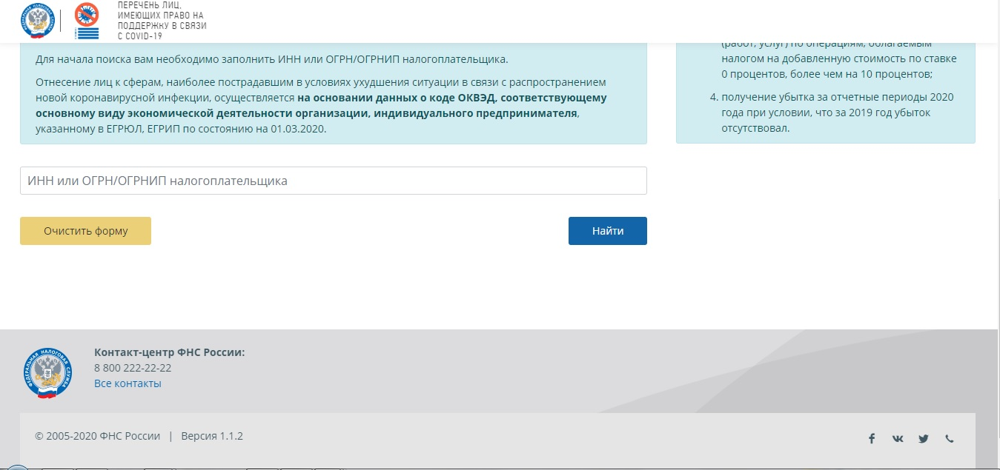 ПЕРЕЧЕНЬ ЛИЦ,
ИМЕЮЩИХ ПРАВО НА
ПОДДЕРЖКУ В СВЯЗИ
С COVID-19
Для начала поиска вам необходимо заполнить ИНН или ОГРН/ОГРНИП налогоплательщика.
Отнесение лиц к сферам, наиболее пострадавшим в условиях ухудшения ситуации в связи с распространением
новой коронавирусной инфекции, осуществляется на основании данных о коде ОКВЭД, соответствующему
основному виду экономической деятельности организации, индивидуального предпринимателя,
указанному в ЕГРЮЛ, ЕГРИП по состоянию на 01.03.2020.
(работ, услуг) по операциям, облагаемым
налогом на добавленную стоимость по ставке
0 процентов, более чем на 10 процентов;
4. получение убытка за отчетные периоды 2020
года при условии, что за 2019 год убыток
отсутствовал.
ИНН или ОГРН/ОГРНИП налогоплательщика
Очистить форму
Найти
ФЕДЕРАЛЬНАЯ НАЛОГОВАЯ СЛУЖБА
Контакт-центр ФНС России:
8 800 222-22-22
Все контакты
© 2005-2020 ФНС России | Версия 1.1.2